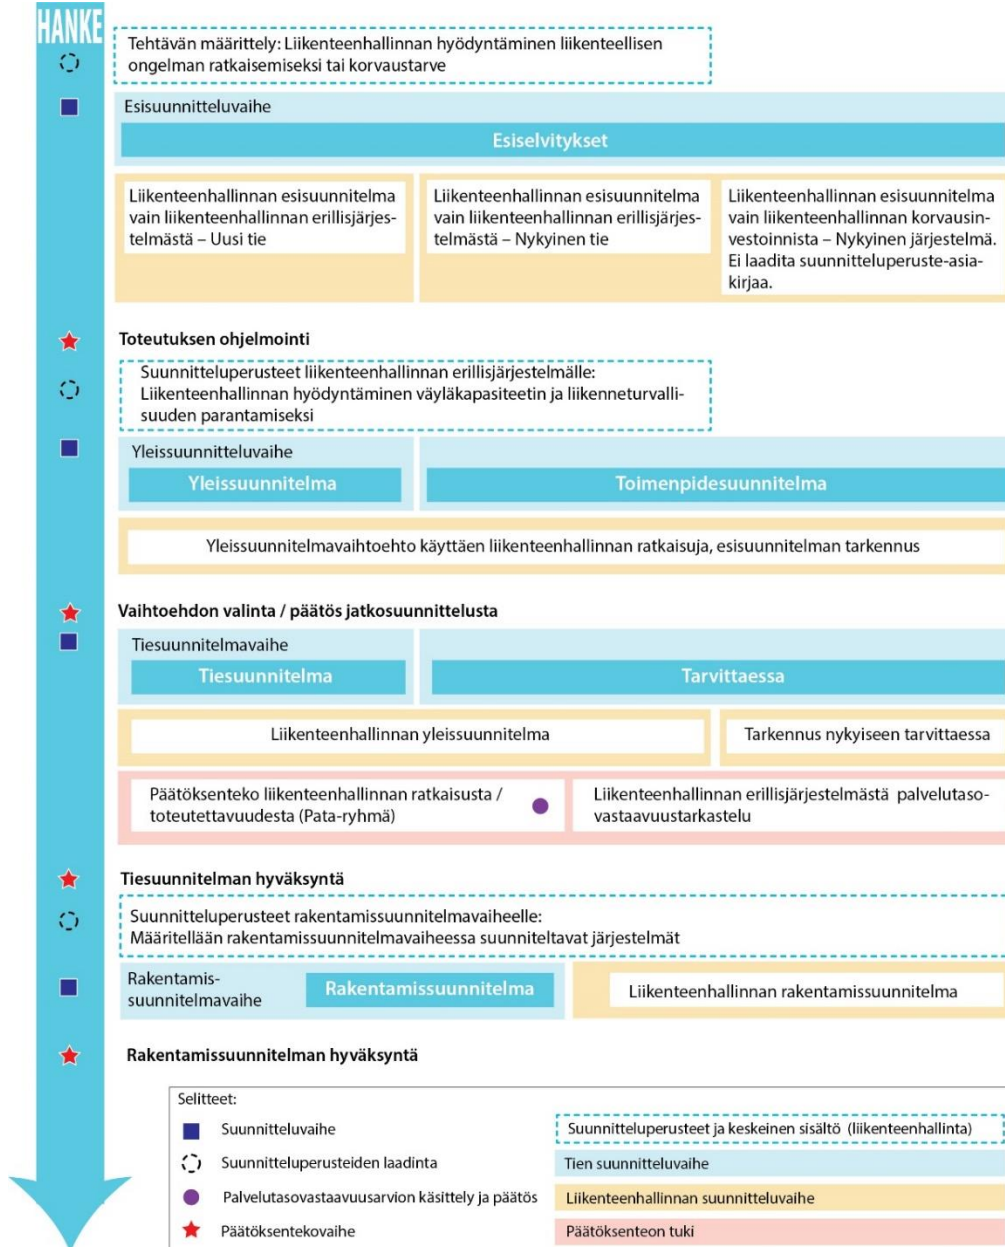 HANKE
Tehtävän määrittely: Liikenteenhallinnan hyödyntäminen liikenteellisen
ongelman ratkaisemiseksi tai korvaustarve
Esisuunnitteluvaihe
Esiselvitykset
Liikenteenhallinnan esisuunnitelma
vain liikenteenhallinnan erillisjärjes-
telmästä – Uusi tie
Liikenteenhallinnan esisuunnitelma
vain liikenteenhallinnan erillisjärjes-
telmästä – Nykyinen tie
Liikenteenhallinnan esisuunnitelma
vain liikenteenhallinnan korvausin-
vestoinnista – Nykyinen järjestelmä.
Ei laadita suunnitteluperuste-asia-
kirjaa.
Toteutuksen ohjelmointi
Suunnitteluperusteet liikenteenhallinnan erillisjärjestelmälle:
Liikenteenhallinnan hyödyntäminen väyläkapasiteetin ja liikenneturvalli-
suuden parantamiseksi
Yleissuunnitteluvaihe
Yleissuunnitelma
Toimenpidesuunnitelma
Yleissuunnitelmavaihtoehto käyttäen liikenteenhallinnan ratkaisuja, esisuunnitelman tarkennus
Vaihtoehdon valinta / päätös jatkosuunnittelusta
Tiesuunnitelmavaihe
Tiesuunnitelma
Tarvittaessa
Liikenteenhallinnan yleissuunnitelma
Tarkennus nykyiseen tarvittaessa
Päätöksenteko liikenteenhallinnan ratkaisusta /
toteutettavuudesta (Pata-ryhmä)
Liikenteenhallinnan erillisjärjestelmästä palvelutaso-
vastaavuustarkastelu
Tiesuunnitelman hyväksyntä
Suunnitteluperusteet rakentamissuunnitelmavaiheelle:
Määritellään rakentamissuunnitelmavaiheessa suunniteltavat järjestelmät
Rakentamis-
suunnitelmavaihe
Rakentamissuunnitelma
Liikenteenhallinnan rakentamissuunnitelma
Rakentamissuunnitelman hyväksyntä
Selitteet:
Suunnitteluvaihe
Suunnitteluperusteiden laadinta
Palvelutasovastaavuusarvion käsittely ja päätös
Päätöksentekovaihe
Suunnitteluperusteet ja keskeinen sisältö (liikenteenhallinta)
Tien suunnitteluvaihe
Liikenteenhallinnan suunnitteluvaihe
Päätöksenteon tuki